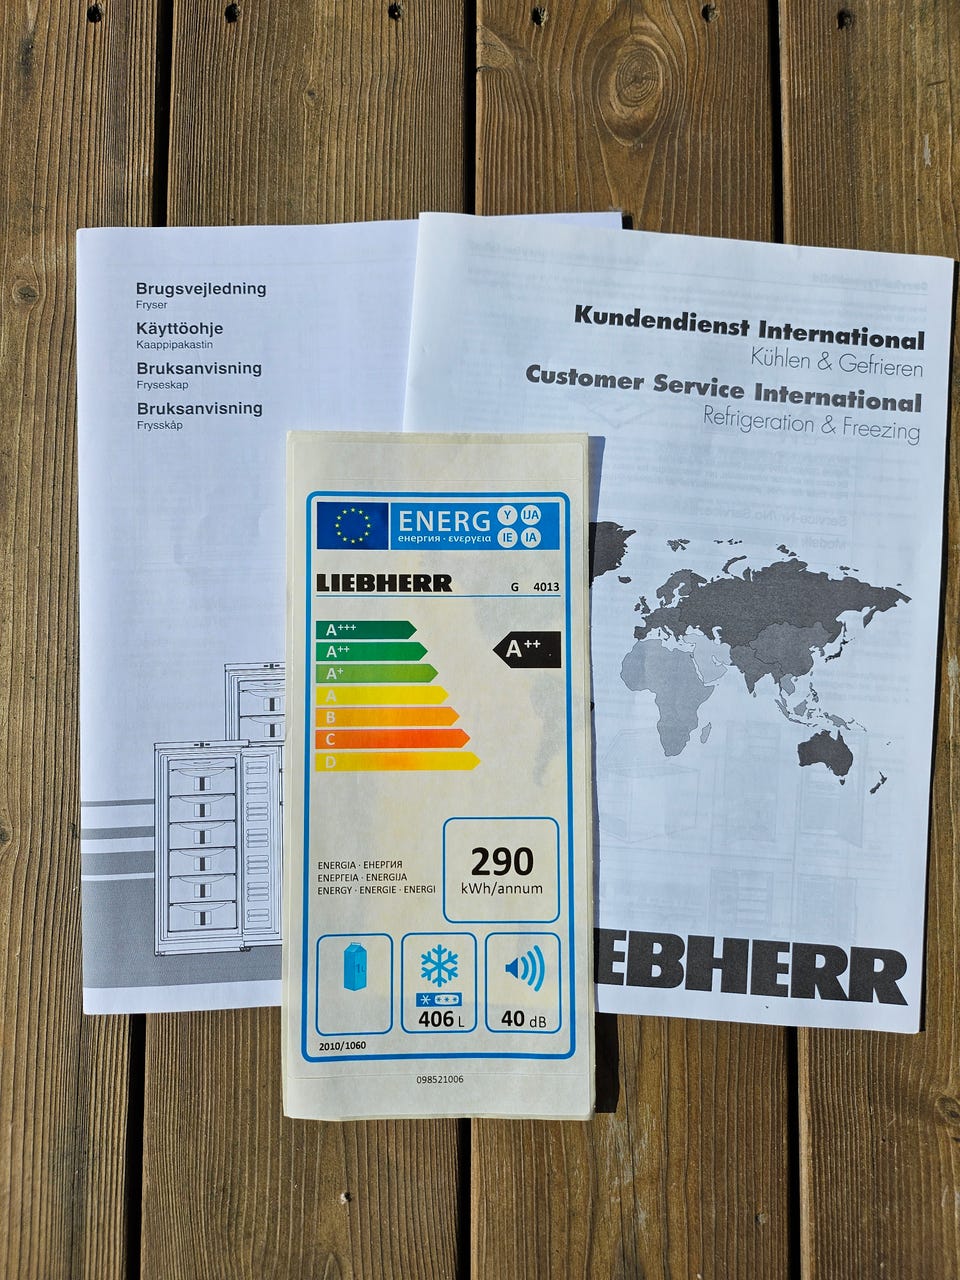 Brugsvejledning
Fryser
Käyttöohje
Kaappipakastin
Bruksanvisning
Fryseskap
Bruksanvisning
Frysskåp
Kundendienst International
Kühlen & Gefrieren
Customer Service International
Refrigeration & Freezing
EBHERR
ENERG Y IJA
енергия · ενεργεια IE IA
LIEBHERR G 4013
A+++
A++ A++
A+
A
B
C
D
ENERGIA · ЕНЕРГИЯ
ΕΝΕΡΓΕΙΑ · ENERGIJA
ENERGY · ENERGIE · ENERGI
290
kWh/annum
1L
406 L
40 dB
2010/1060
098521006